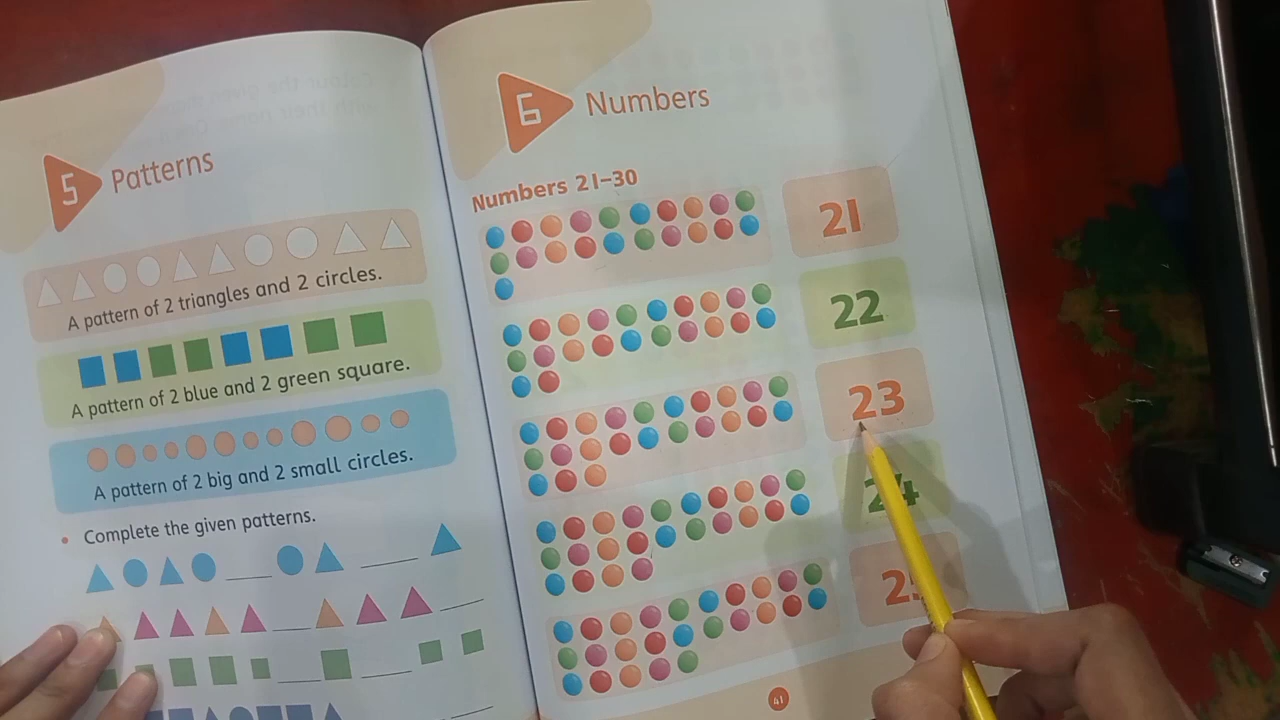 5 Patterns
A pattern of 2 triangles and 2 circles.
A pattern of 2 blue and 2 green square.
A pattern of 2 big and 2 small circles.
• Complete the given patterns.
6 Numbers
Numbers 21-30
21
22
23
24
41